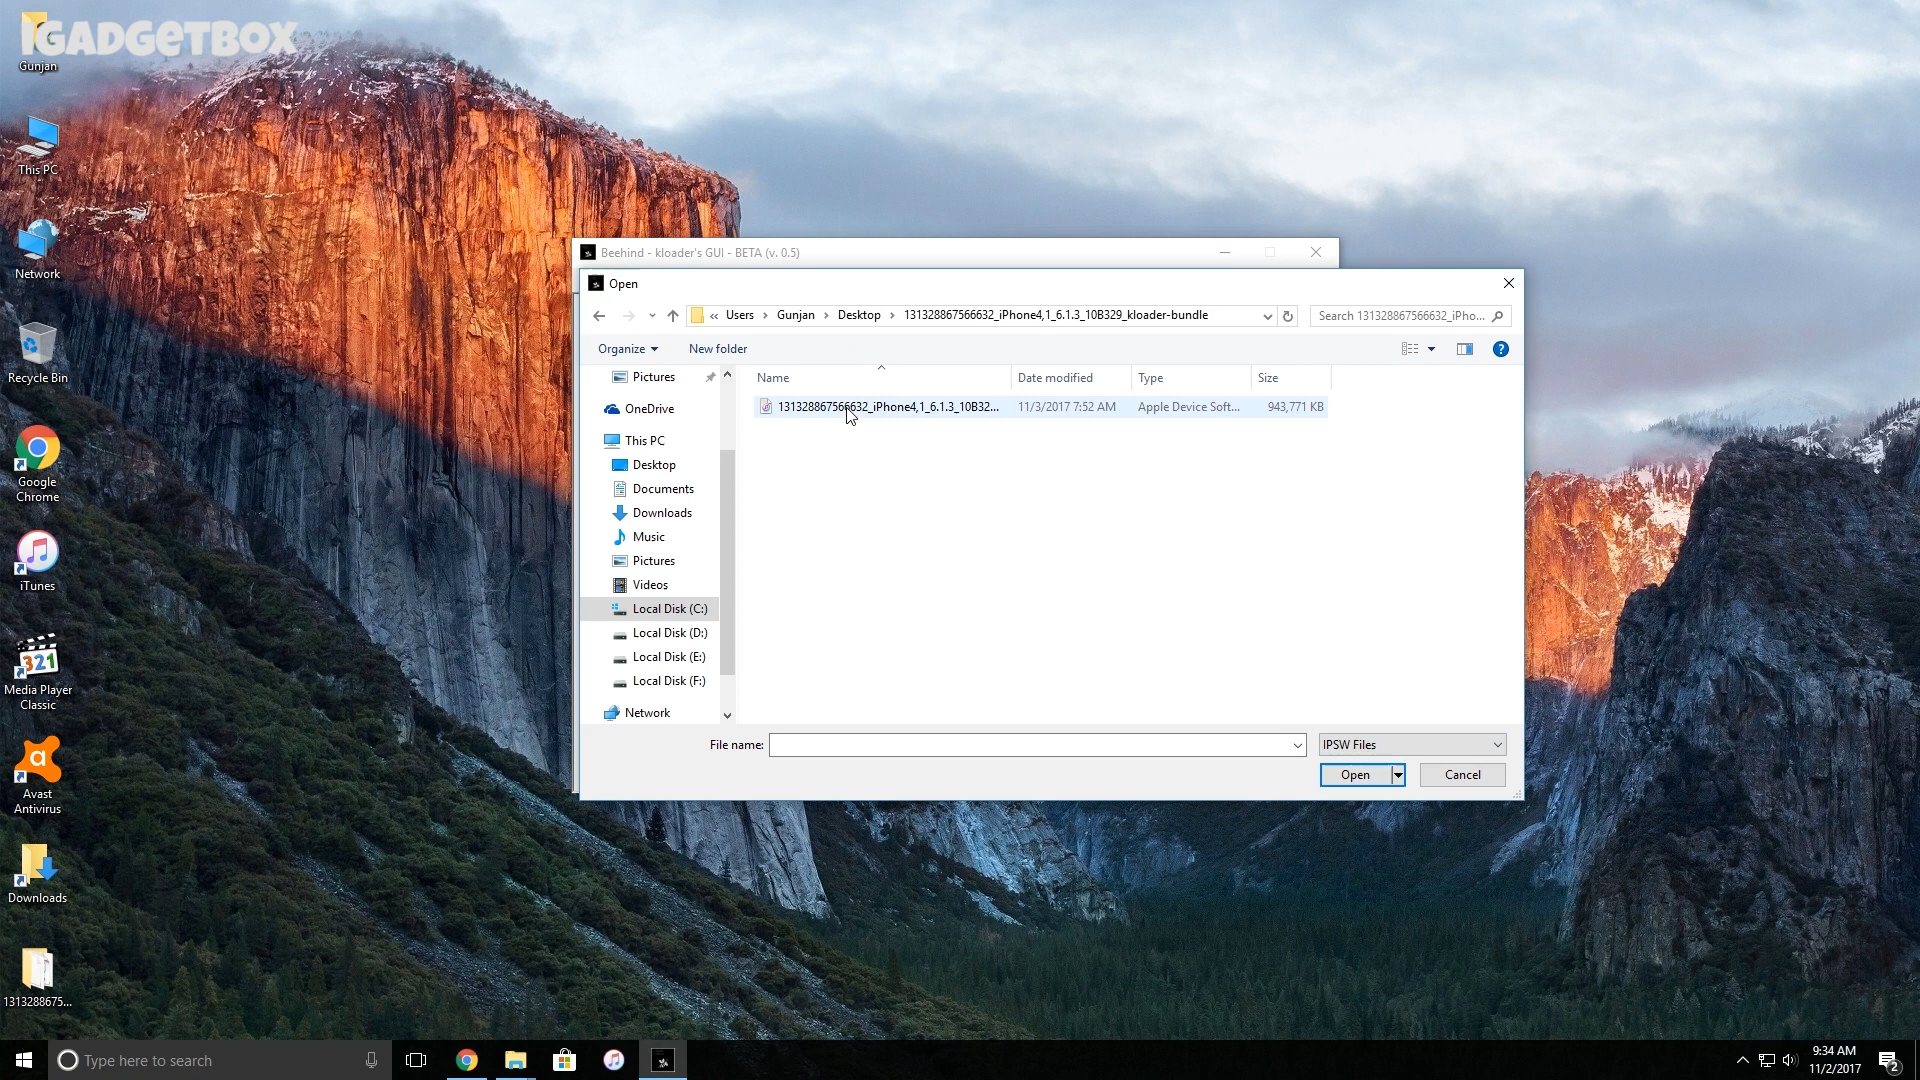 iGADGETBOX
Gunjan
This PC
Network
Recycle Bin
Google
Chrome
iTunes
321
Media Player
Classic
a
Avast
Antivirus
Downloads
1313288675...
Beehind - kloader's GUI - BETA (v. 0.5)
Open
« Users > Gunjan > Desktop > 131328867566632_iPhone4,1_6.1.3_10B329_kloader-bundle
Search 131328867566632_iPho...
Organize
New folder
?
Pictures
OneDrive
This PC
Desktop
Documents
Downloads
Music
Pictures
Videos
Local Disk (C:)
Local Disk (D:)
Local Disk (E:)
Local Disk (F:)
Network
Name
Date modified
Type
Size
131328867566632_iPhone4,1_6.1.3_10B32...
11/3/2017 7:52 AM
Apple Device Soft...
943,771 KB
File name:
IPSW Files
Open
Cancel
Type here to search
9:34 AM
11/2/2017
2